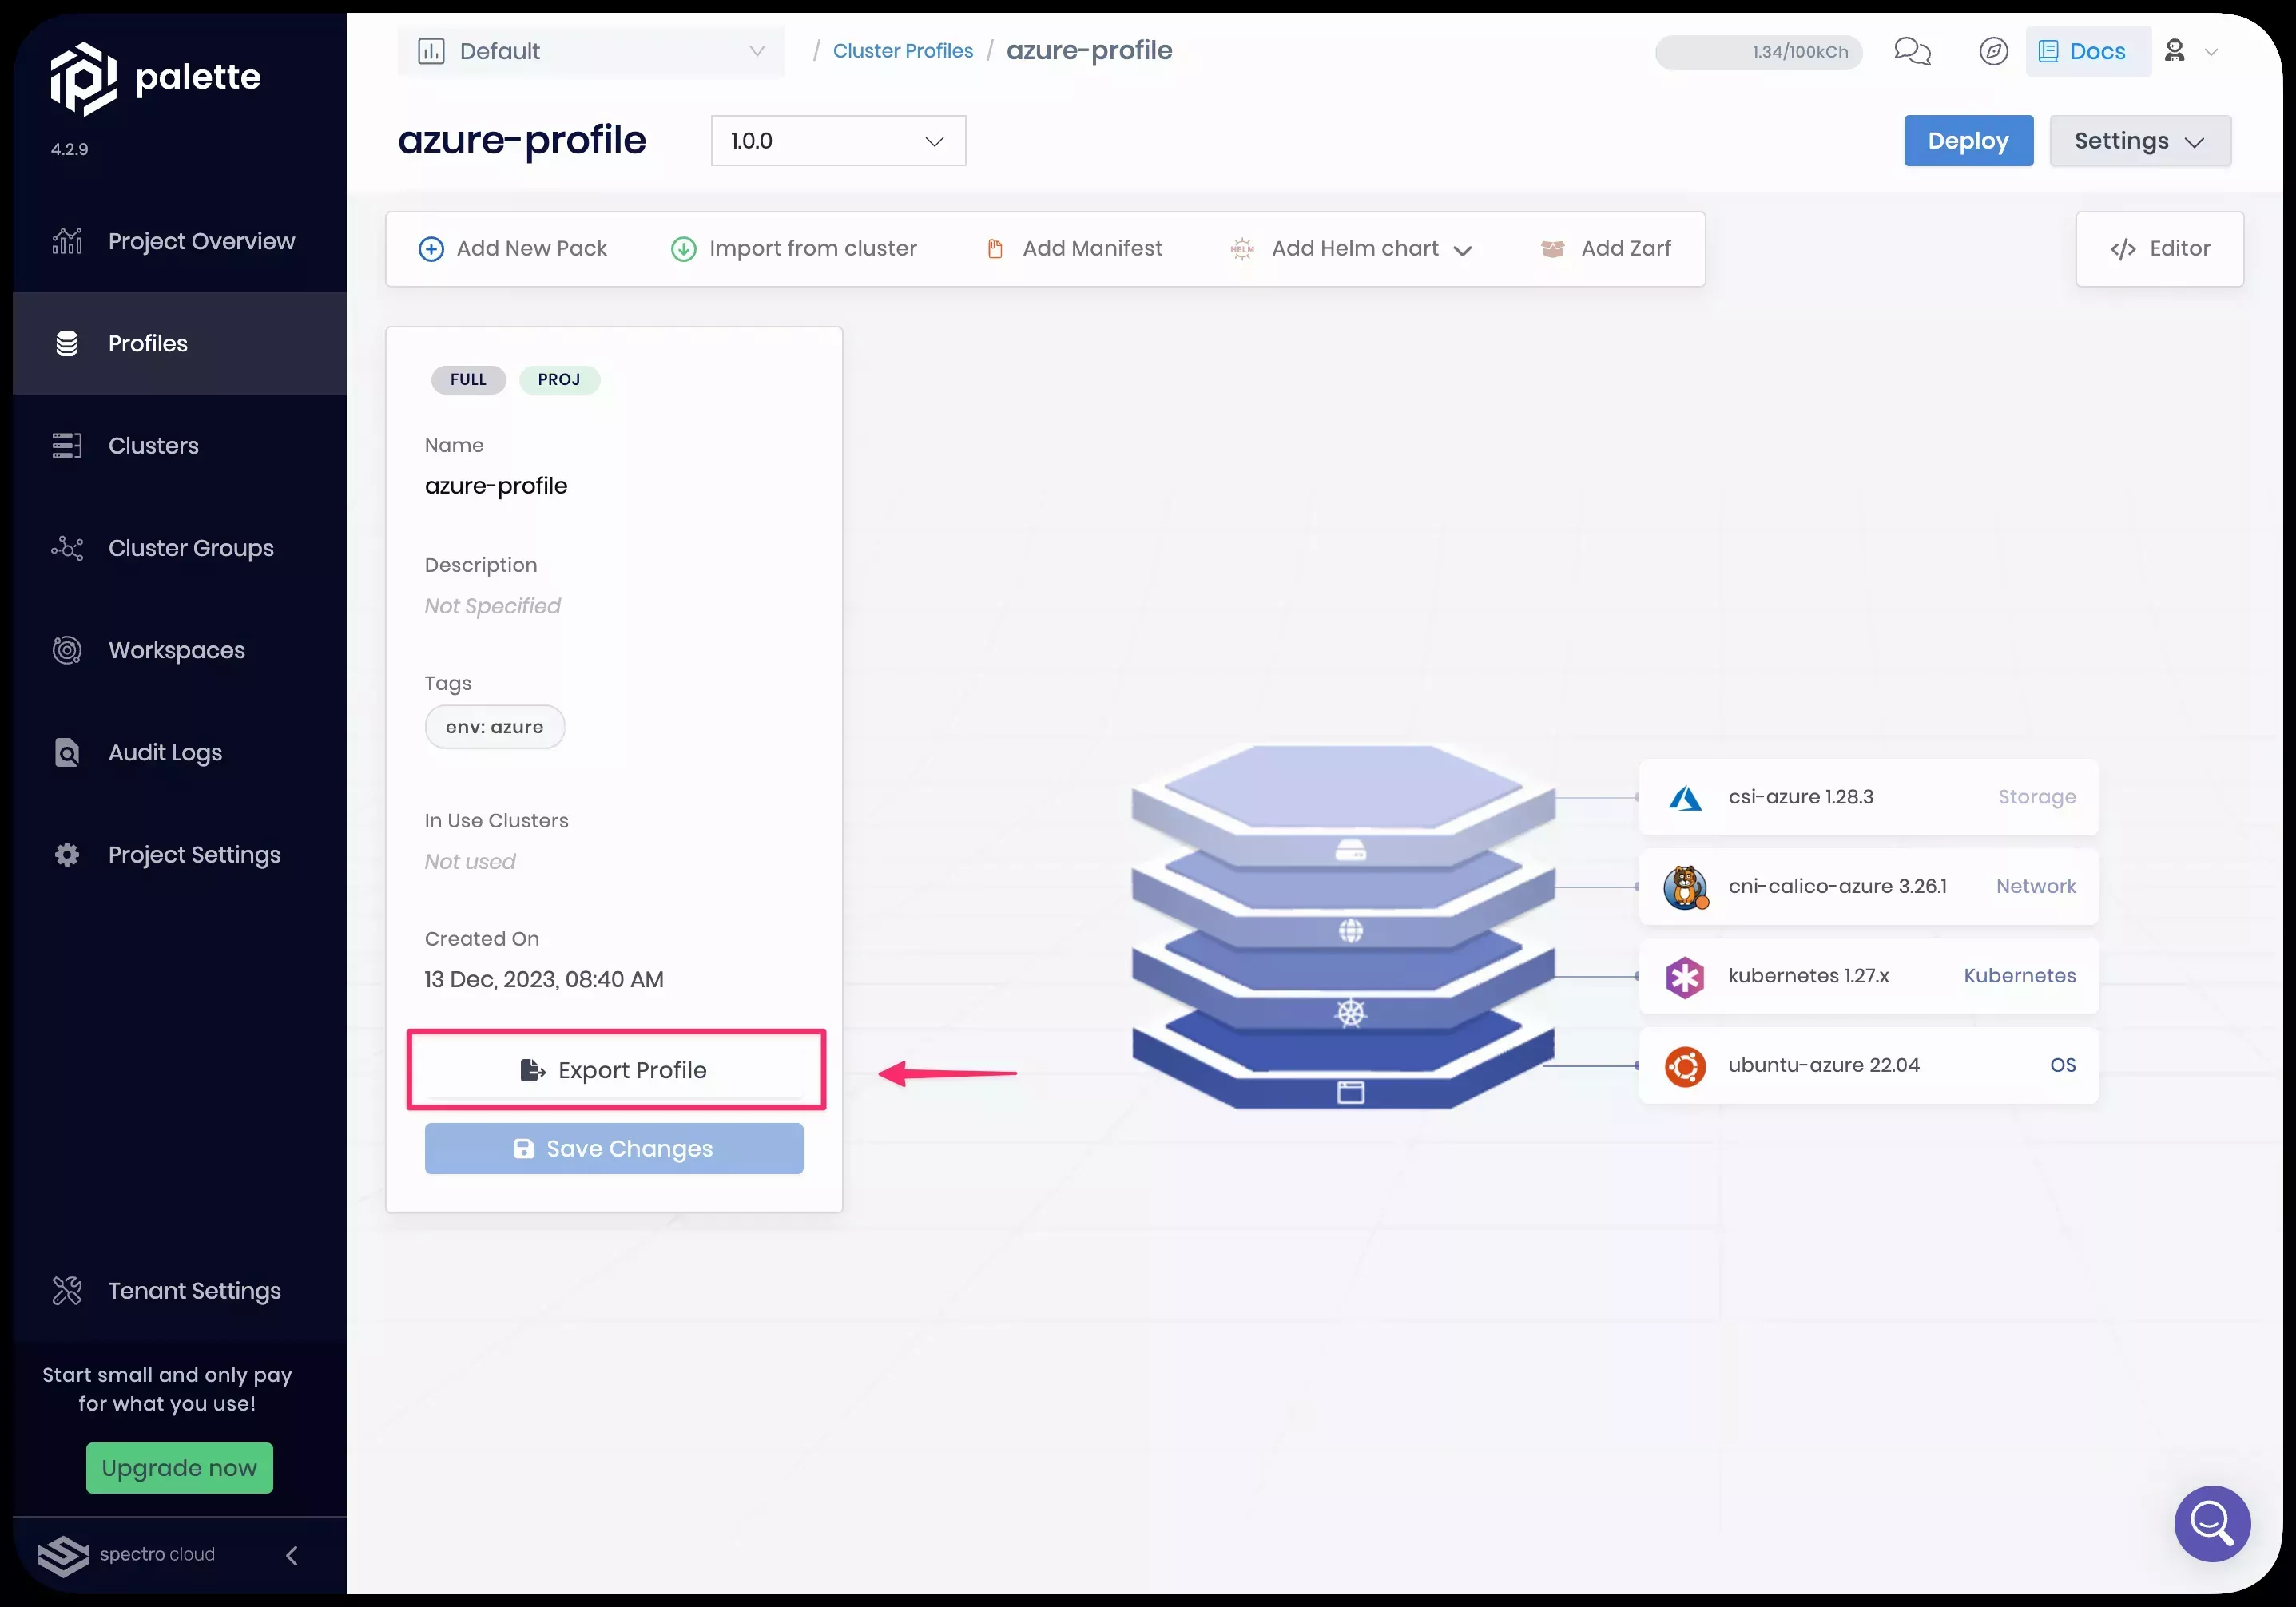 palette
4.2.9
Project Overview
Profiles
Clusters
Cluster Groups
Workspaces
Audit Logs
Project Settings
Tenant Settings
Start small and only pay
for what you use!
Upgrade now
spectro cloud
Default
/ Cluster Profiles / azure-profile
1.34/100kCh
Docs
azure-profile
1.0.0
Deploy
Settings
Add New Pack
Import from cluster
Add Manifest
HELM
Add Helm chart
Add Zarf
</> Editor
FULL
PROJ
Name
azure-profile
Description
Not Specified
Tags
env: azure
In Use Clusters
Not used
Created On
13 Dec, 2023, 08:40 AM
Export Profile
Save Changes
csi-azure 1.28.3 Storage
cni-calico-azure 3.26.1 Network
kubernetes 1.27.x Kubernetes
ubuntu-azure 22.04 OS